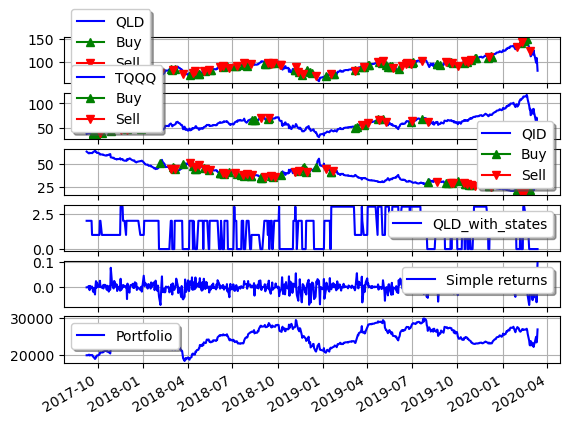 QLD
Buy
Sell
150
100
TQQQ
Buy
Sell
100
50
QID
Buy
Sell
50
25
QLD_with_states
2.5
0.0
Simple returns
0.1
0.0
Portfolio
30000
20000
2017-10
2018-01
2018-04
2018-07
2018-10
2019-01
2019-04
2019-07
2019-10
2020-01
2020-04